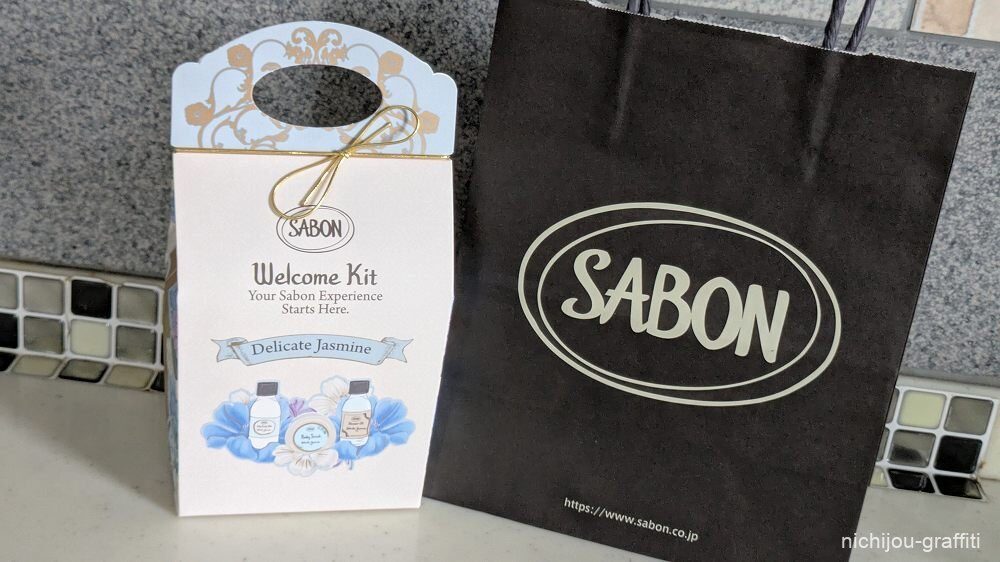 SABON
Welcome Kit
Your Sabon Experience
Starts Here.
Delicate Jasmine
SABON
https://www.sabon.co.jp
nichijou-graffiti